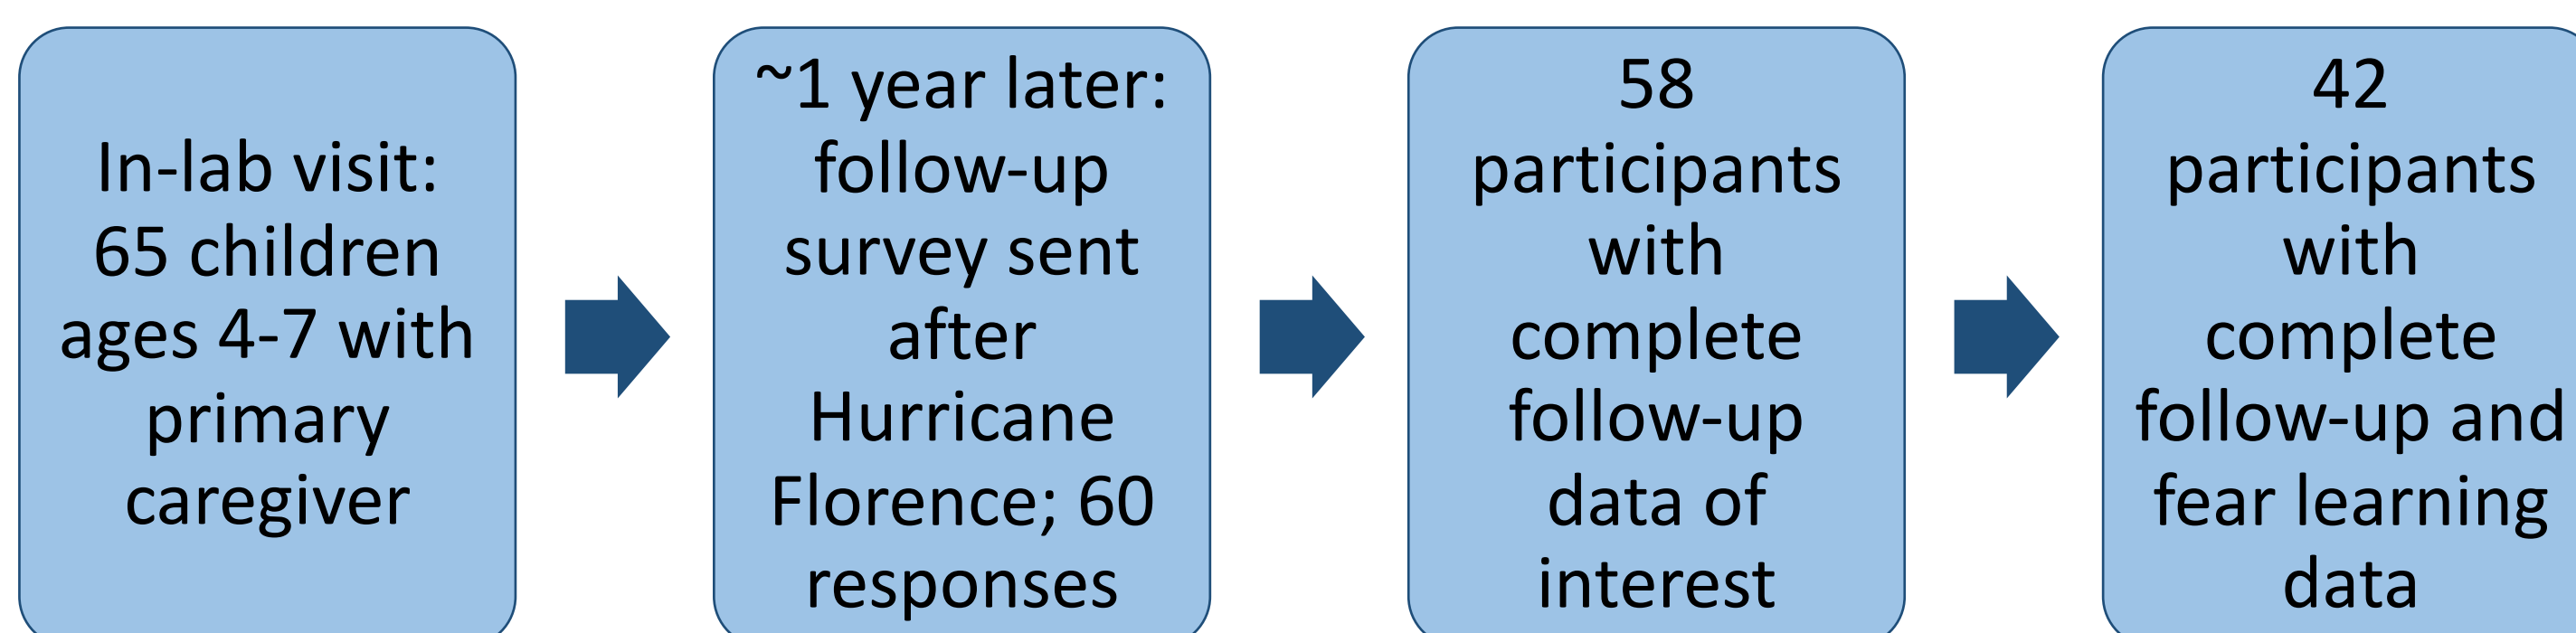 In-lab visit:
65 children
ages 4-7 with
primary
caregiver
~1 year later:
follow-up
survey sent
after
Hurricane
Florence; 60
responses
58
participants
with
complete
follow-up
data of
interest
42
participants
with
complete
follow-up and
fear learning
data